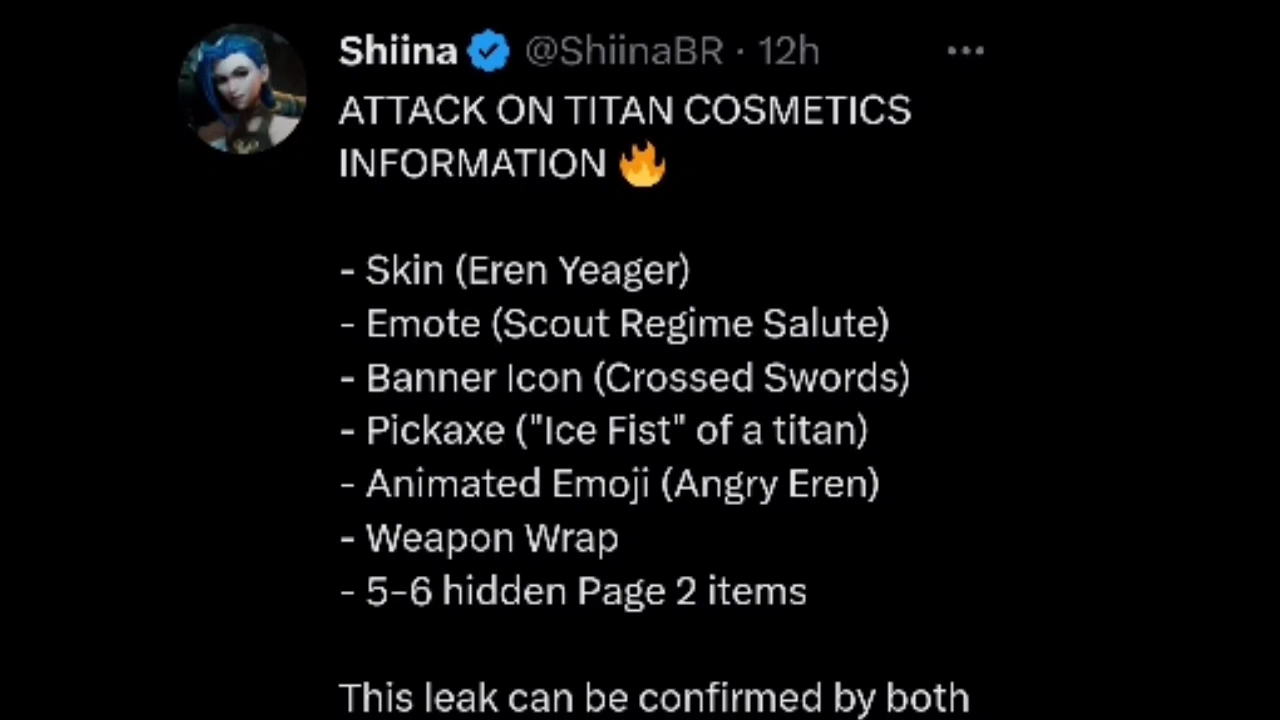 Shiina @ShiinaBR · 12h
ATTACK ON TITAN COSMETICS
INFORMATION 🔥
- Skin (Eren Yeager)
- Emote (Scout Regime Salute)
- Banner Icon (Crossed Swords)
- Pickaxe ("Ice Fist" of a titan)
- Animated Emoji (Angry Eren)
- Weapon Wrap
- 5-6 hidden Page 2 items
This leak can be confirmed by both